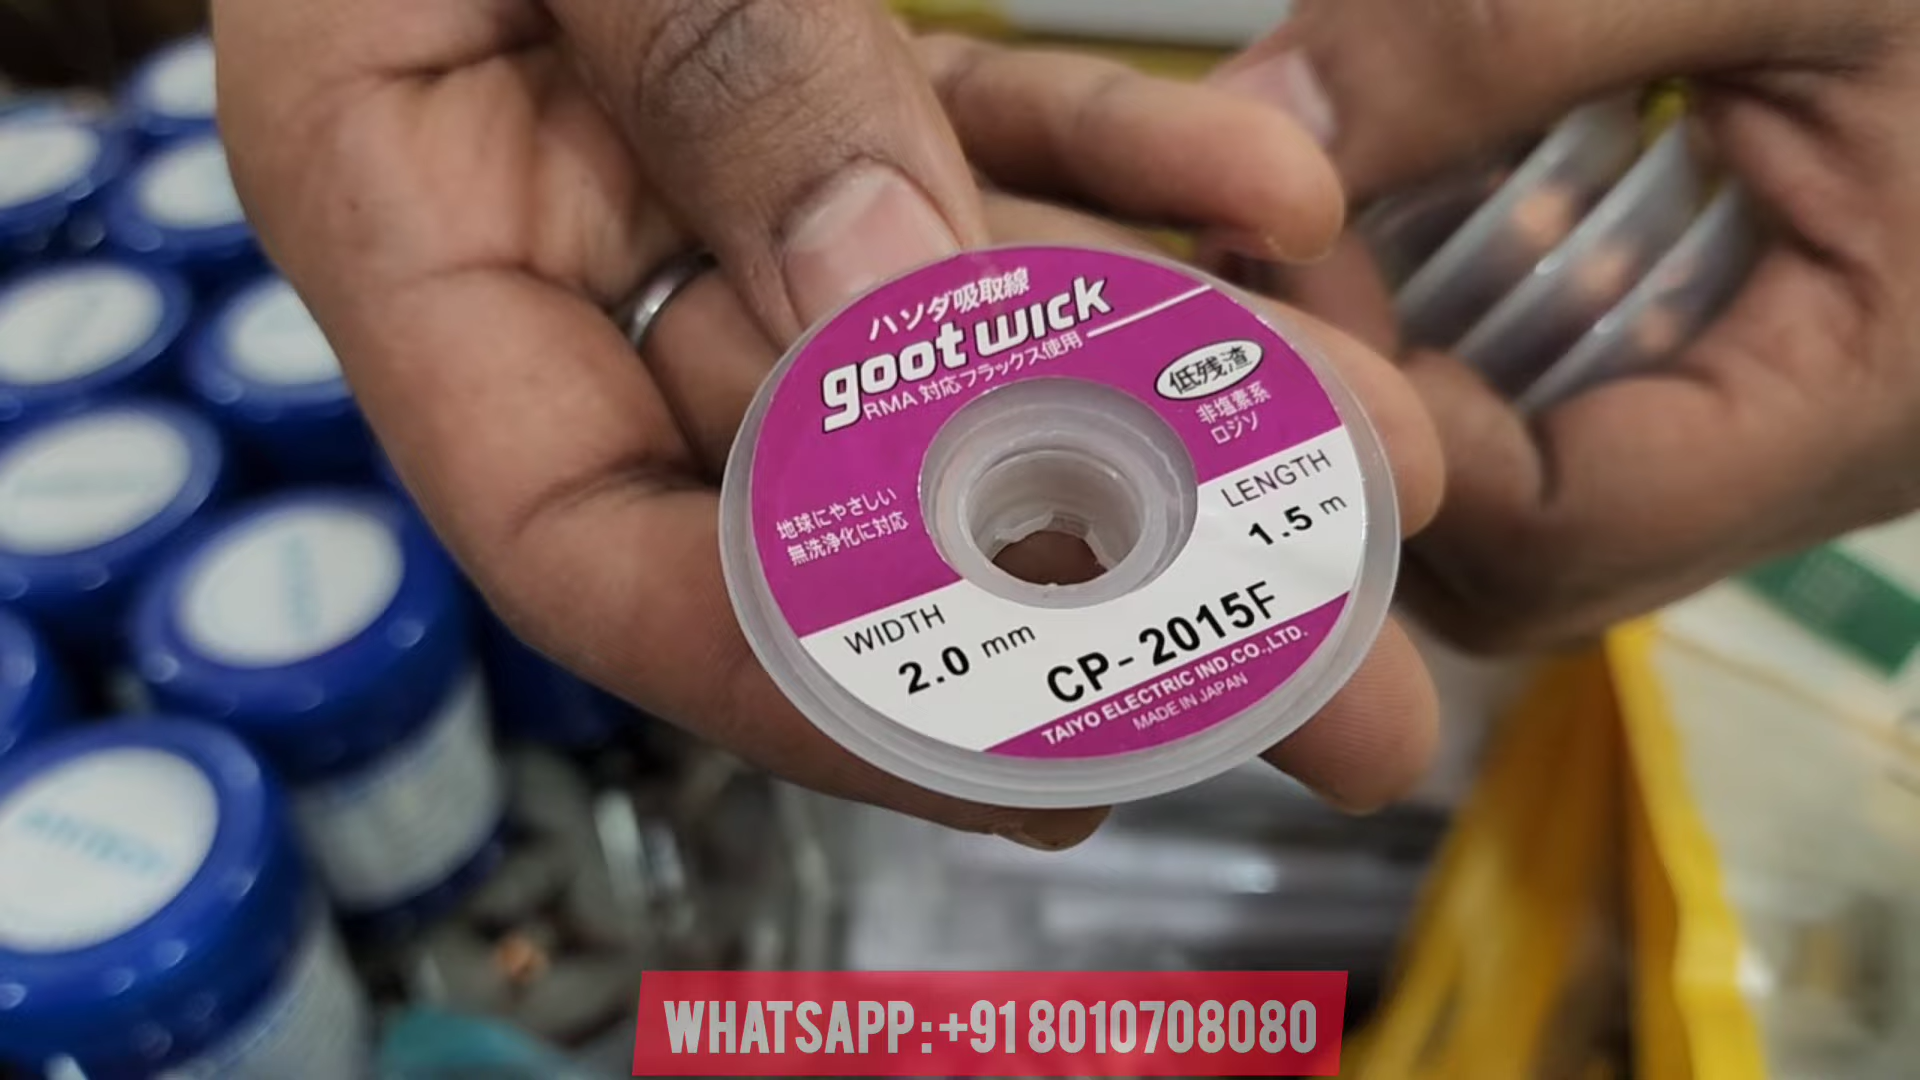 ハンダ吸取線
goot wick
RMA 対応フラックス使用
低残渣
非塩素系
ロジン
地球にやさしい
無洗浄化に対応
LENGTH
1.5 m
WIDTH
2.0 mm
CP-2015F
TAIYO ELECTRIC IND.CO.,LTD.
MADE IN JAPAN
WHATSAPP:+91 8010708080